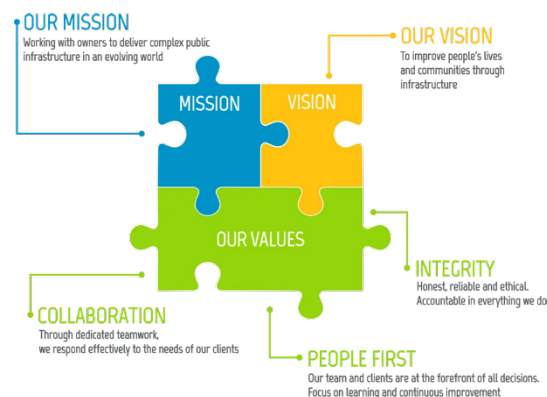 OUR MISSION
Working with owners to deliver complex public
infrastructure in an evolving world
OUR VISION
To improve people's lives
and communities through
infrastructure
MISSION
VISION
OUR VALUES
INTEGRITY
Honest, reliable and ethical.
Accountable in everything we do
COLLABORATION
Through dedicated teamwork,
we respond effectively to the needs of our clients
PEOPLE FIRST
Our team and clients are at the forefront of all decisions.
Focus on learning and continuous improvement